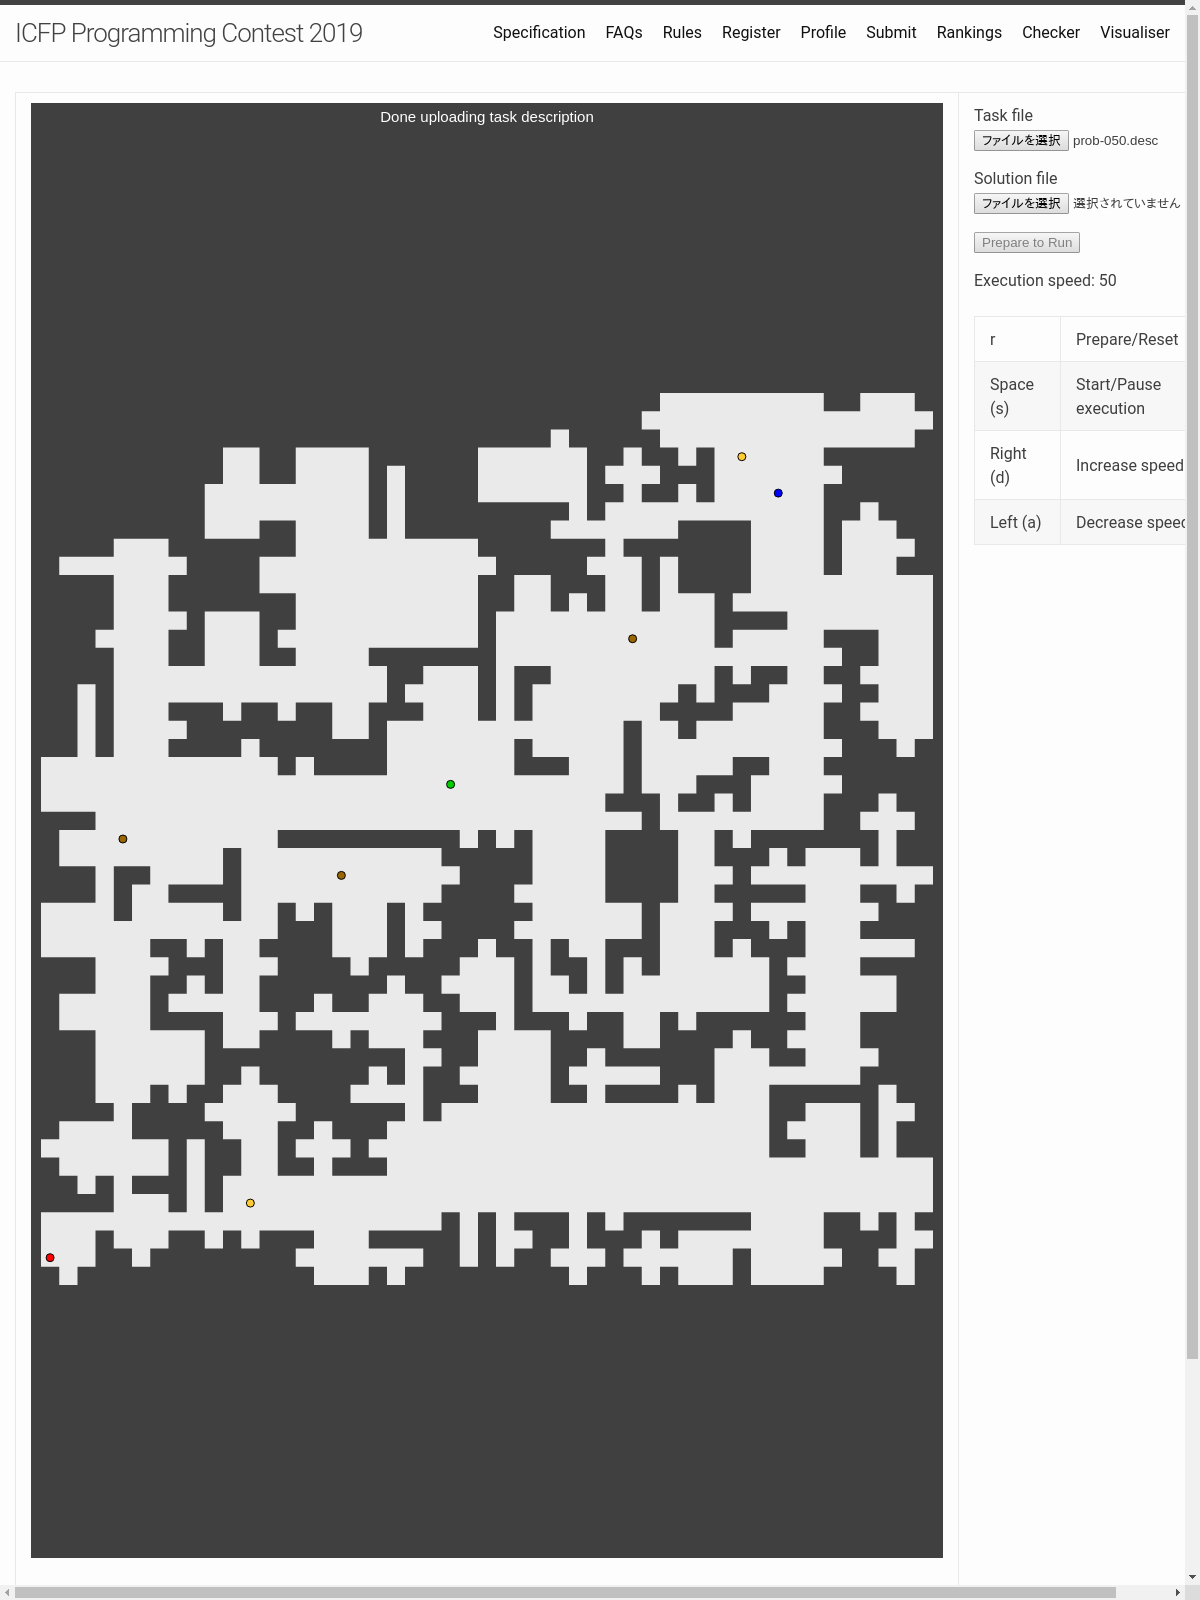 ICFP Programming Contest 2019
Specification FAQs Rules Register Profile Submit Rankings Checker Visualiser
Done uploading task description
Task file
ファイルを選択 prob-050.desc
Solution file
ファイルを選択 選択されていません
Prepare to Run
Execution speed: 50
r Prepare/Reset
Space (s) Start/Pause execution
Right (d) Increase speed
Left (a) Decrease speed